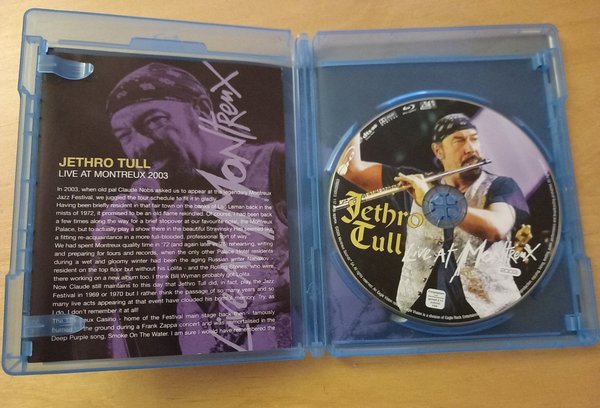 MONTREUX
JETHRO TULL
LIVE AT MONTREUX 2003
In 2003, when old pal Claude Nobs asked us to appear at the legendary Montreux
Jazz Festival, we juggled the tour schedule to fit it in gladly.
Having been briefly resident in that fair town on the banks of Lac Leman back in the
mists of 1972, it promised to be an old flame rekindled. Of course, I had been back
a few times along the way for a brief stopover at our favourite hotel, the Montreux
Palace, but to actually play a show there in the beautiful Stravinsky Hall seemed like
a fitting re-acquaintance in a more full-blooded, professional sort of way.
We had spent Montreux quality time in '72 (and again later in) rehearsing, writing
and preparing for tours and records, when the only other Palace Hotel residents
during a wet and gloomy winter had been the aging Russian writer Nabakov -
resident on the top floor but without his Lolita - and the Rolling Stones, who were
there working on a new album too. I think Bill Wyman probably got Lolita.
Now Claude still maintains to this day that Jethro Tull did, in fact, play the Jazz
Festival in 1969 or 1970 but I rather think the passage of so many years and so
many live acts appearing at that event have clouded his memory. Try, as
I do, I don't remember it at all!
The Montreux Casino - home of the Festival main stage back then - famously
burned to the ground during a Frank Zappa concert and was immortalised in the
Deep Purple song, Smoke On The Water. I am sure I would have remembered the
Jethro
Tull
Live At Montreux
2003